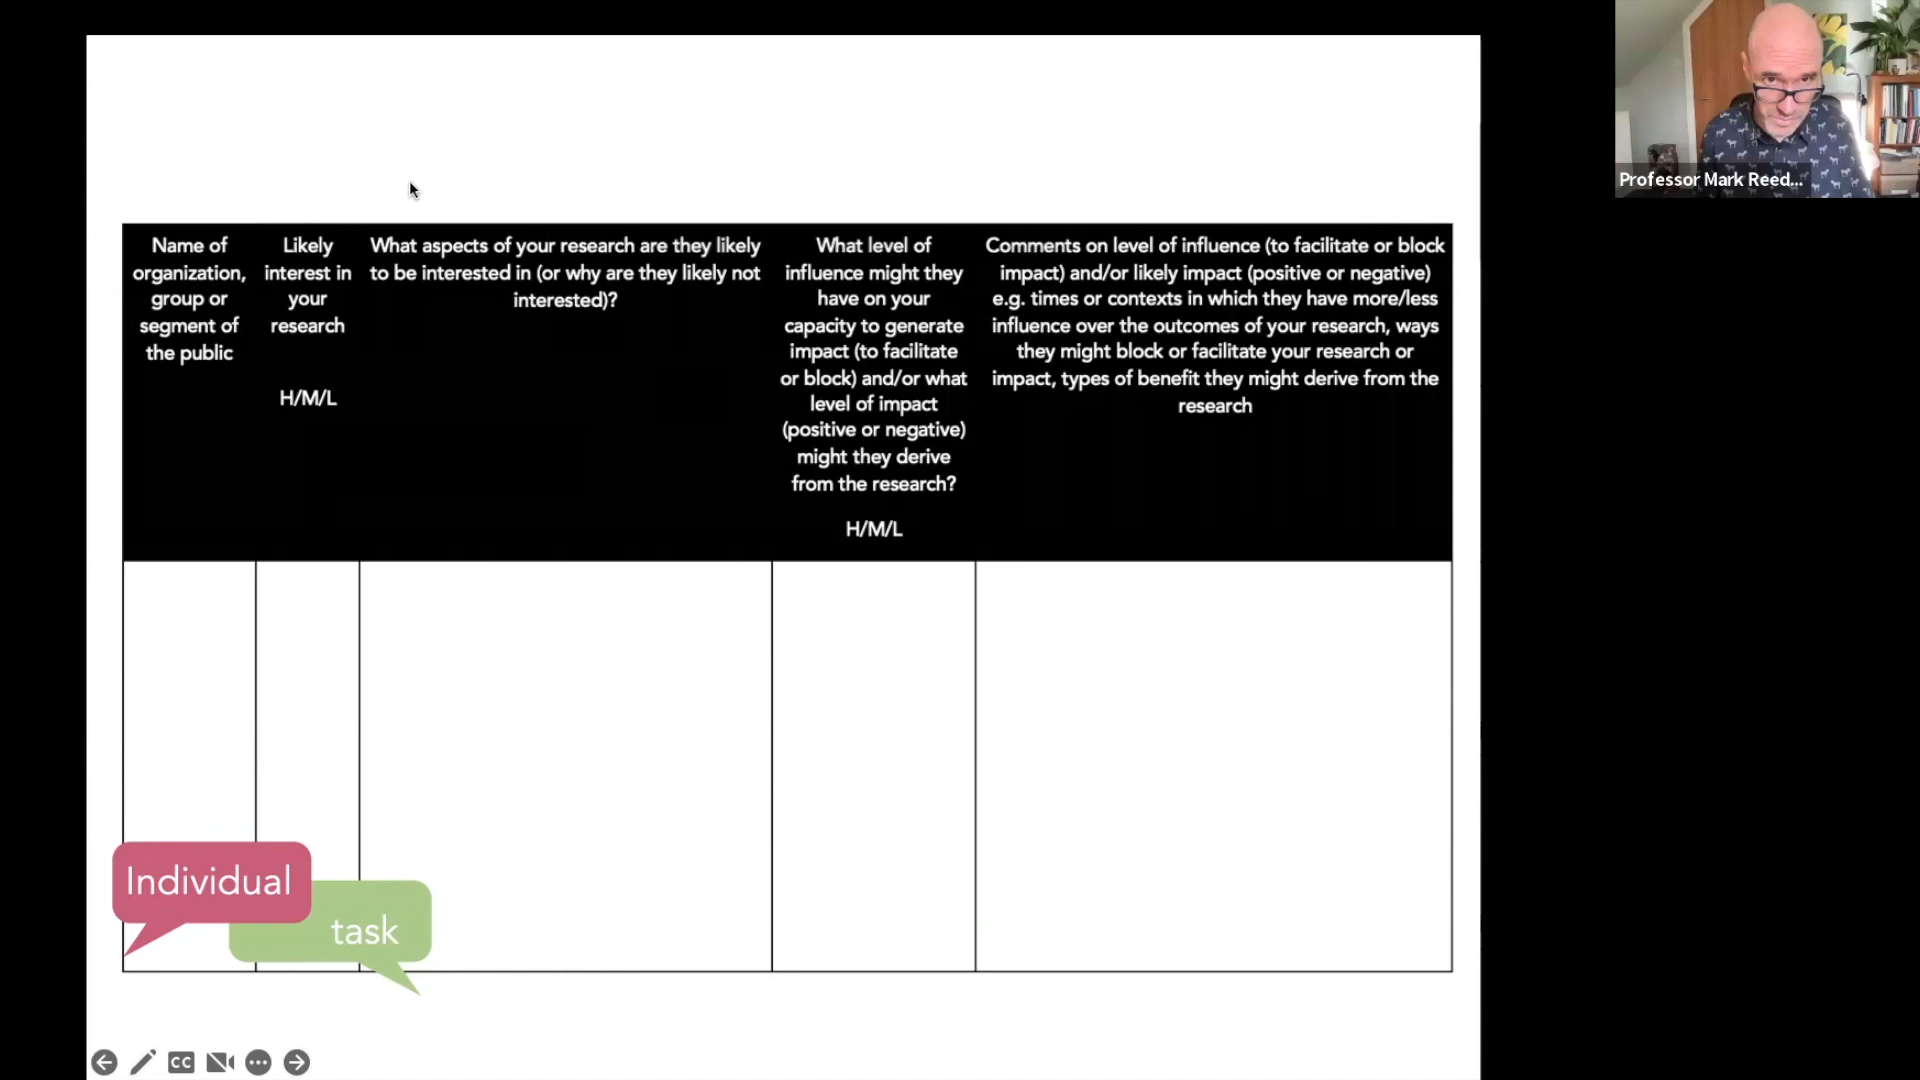 Professor Mark Reed...
Name of
organization,
group or
segment of
the public
Likely
interest in
your
research
H/M/L
What aspects of your research are they likely
to be interested in (or why are they likely not
interested)?
What level of
influence might they
have on your
capacity to generate
impact (to facilitate
or block) and/or what
level of impact
(positive or negative)
might they derive
from the research?
H/M/L
Comments on level of influence (to facilitate or block
impact) and/or likely impact (positive or negative)
e.g. times or contexts in which they have more/less
influence over the outcomes of your research, ways
they might block or facilitate your research or
impact, types of benefit they might derive from the
research
Individual
task
CC